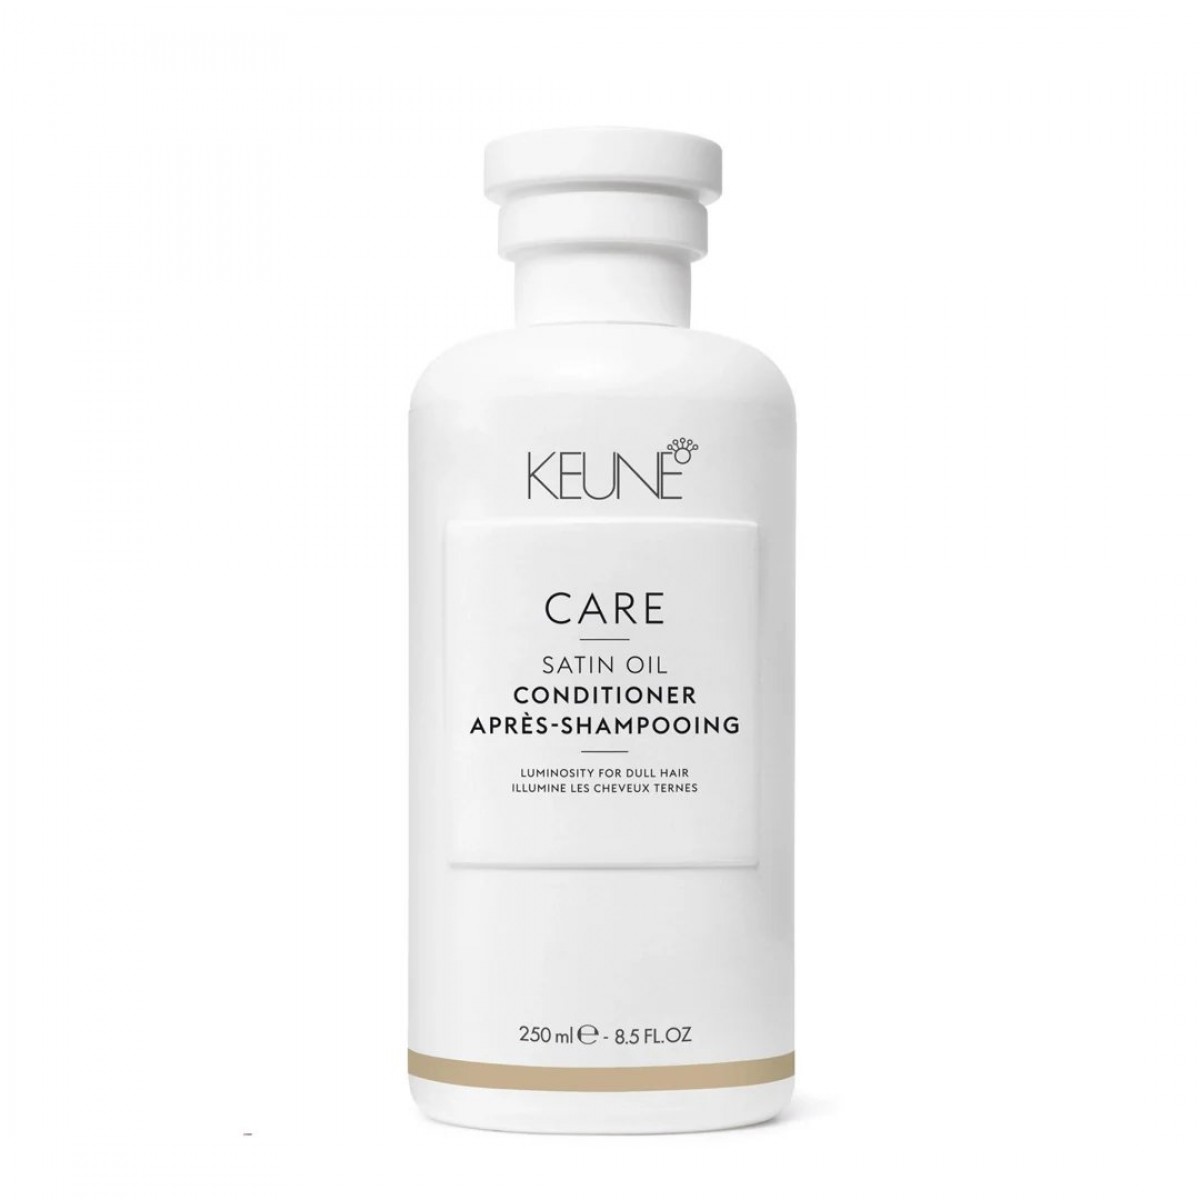 KEUNE
CARE
SATIN OIL
CONDITIONER
APRÈS-SHAMPOOING
LUMINOSITY FOR DULL HAIR
ILLUMINE LES CHEVEUX TERNES
250 ml ℮ - 8.5 FL.OZ